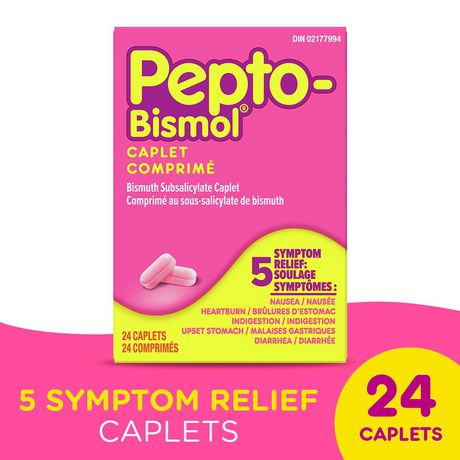 DIN 02177994
Pepto-
Bismol®
CAPLET
COMPRIMÉ
Bismuth Subsalicylate Caplet
Comprimé au sous-salicylate de bismuth
5 SYMPTOM
RELIEF:
SOULAGE
SYMPTÔMES :
NAUSEA / NAUSÉE
HEARTBURN / BRÛLURES D'ESTOMAC
INDIGESTION / INDIGESTION
UPSET STOMACH / MALAISES GASTRIQUES
DIARRHEA / DIARRHÉE
24 CAPLETS
24 COMPRIMÉS
5 SYMPTOM RELIEF
CAPLETS
24
CAPLETS